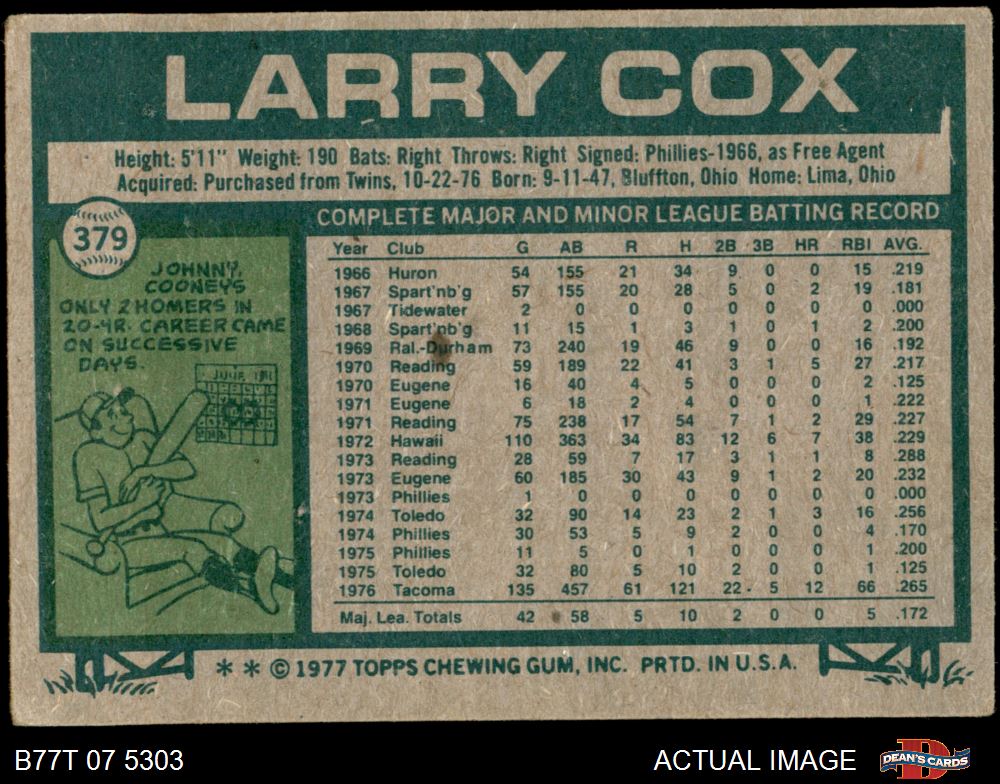 LARRY COX
Height: 5'11" Weight: 190 Bats: Right Throws: Right Signed: Phillies-1966, as Free Agent
Acquired: Purchased from Twins, 10-22-76 Born: 9-11-47, Bluffton, Ohio Home: Lima, Ohio
379
JOHNNY
COONEYS
ONLY 2 HOMERS IN
20-YR. CAREER CAME
ON SUCCESSIVE
DAYS.
COMPLETE MAJOR AND MINOR LEAGUE BATTING RECORD
Year Club G AB R H 2B 3B HR RBI AVG.
1966 Huron 54 155 21 34 9 0 0 15 .219
1967 Spart'nb'g 57 155 20 28 5 0 2 19 .181
1967 Tidewater 2 0 0 0 0 0 0 0 .000
1968 Spart'nb'g 11 15 1 3 1 0 1 2 .200
1969 Ral.-Durham 73 240 19 46 9 0 0 16 .192
1970 Reading 59 189 22 41 3 1 5 27 .217
1970 Eugene 16 40 4 5 0 0 0 2 .125
1971 Eugene 6 18 2 4 0 0 0 1 .222
1971 Reading 75 238 17 54 7 1 2 29 .227
1972 Hawaii 110 363 34 83 12 6 7 38 .229
1973 Reading 28 59 7 17 3 1 1 8 .288
1973 Eugene 60 185 30 43 9 1 2 20 .232
1973 Phillies 1 0 0 0 0 0 0 0 .000
1974 Toledo 32 90 14 23 2 1 3 16 .256
1974 Phillies 30 53 5 9 2 0 0 4 .170
1975 Phillies 11 5 0 1 0 0 0 1 .200
1975 Toledo 32 80 5 10 2 0 0 1 .125
1976 Tacoma 135 457 61 121 22 5 12 66 .265
Maj. Lea. Totals 42 58 5 10 2 0 0 5 .172
* * © 1977 TOPPS CHEWING GUM, INC. PRTD. IN U.S.A.
B77T 07 5303
ACTUAL IMAGE
DEAN'S CARDS